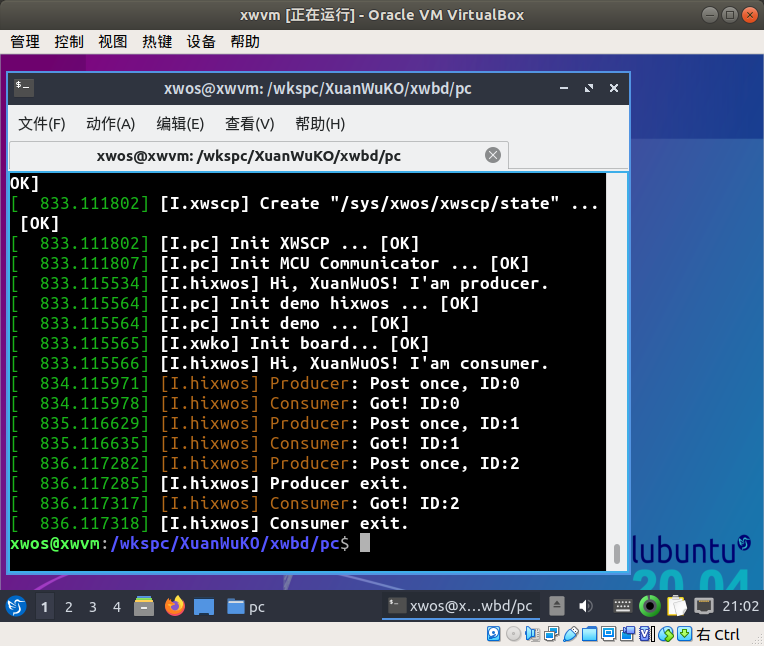 xwvm [正在运行] - Oracle VM VirtualBox
管理 控制 视图 热键 设备 帮助
xwos@xwvm: /wkspc/XuanWuKO/xwbd/pc
文件(F) 动作(A) 编辑(E) 查看(V) 帮助(H)
xwos@xwvm: /wkspc/XuanWuKO/xwbd/pc
OK]
[  833.111802] [I.xwscp] Create "/sys/xwos/xwscp/state" ...
[OK]
[  833.111802] [I.pc] Init XWSCP ... [OK]
[  833.111807] [I.pc] Init MCU Communicator ... [OK]
[  833.115534] [I.hixwos] Hi, XuanWuOS! I'am producer.
[  833.115564] [I.pc] Init demo hixwos ... [OK]
[  833.115564] [I.pc] Init demo ... [OK]
[  833.115565] [I.xwko] Init board... [OK]
[  833.115566] [I.hixwos] Hi, XuanWuOS! I'am consumer.
[  834.115971] [I.hixwos] Producer: Post once, ID:0
[  834.115978] [I.hixwos] Consumer: Got! ID:0
[  835.116629] [I.hixwos] Producer: Post once, ID:1
[  835.116635] [I.hixwos] Consumer: Got! ID:1
[  836.117282] [I.hixwos] Producer: Post once, ID:2
[  836.117285] [I.hixwos] Producer exit.
[  836.117317] [I.hixwos] Consumer: Got! ID:2
[  836.117318] [I.hixwos] Consumer exit.
xwos@xwvm:/wkspc/XuanWuKO/xwbd/pc$
lubuntu
20.04
1 2 3 4 pc xwos@x...wbd/pc 21:02
右 Ctrl